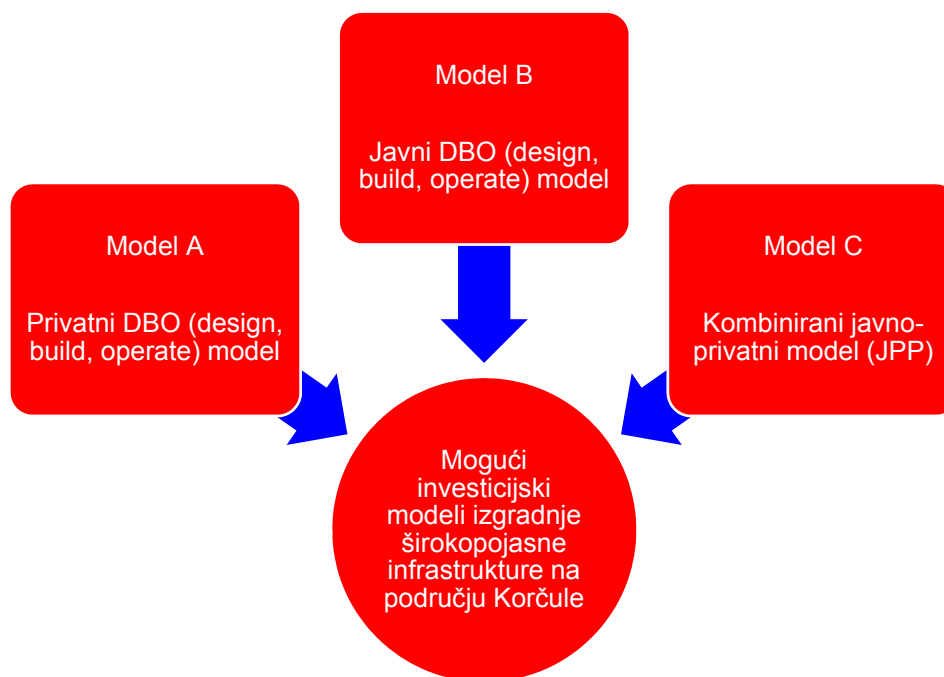 Model B
Javni DBO (design,
build, operate) model
Model A
Privatni DBO (design,
build, operate) model
Model C
Kombinirani javno-
privatni model (JPP)
Mogući
investicijski
modeli izgradnje
širokopojasne
infrastrukture na
području Korčule